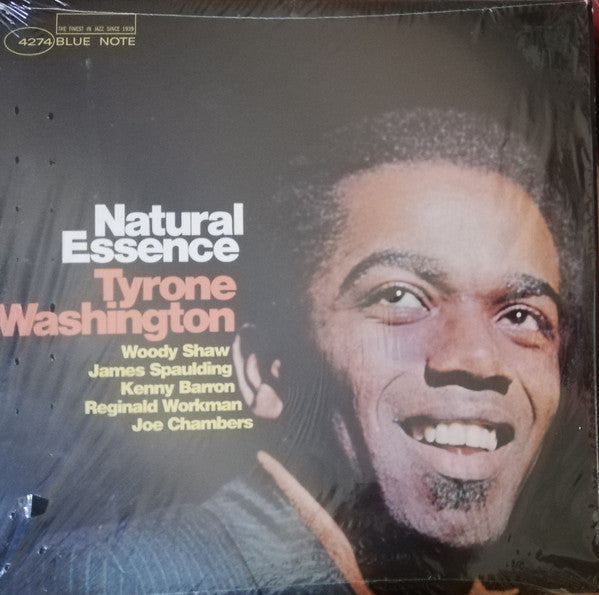 THE FINEST IN JAZZ SINCE 1939
4274 BLUE NOTE
Natural
Essence
Tyrone
Washington
Woody Shaw
James Spaulding
Kenny Barron
Reginald Workman
Joe Chambers